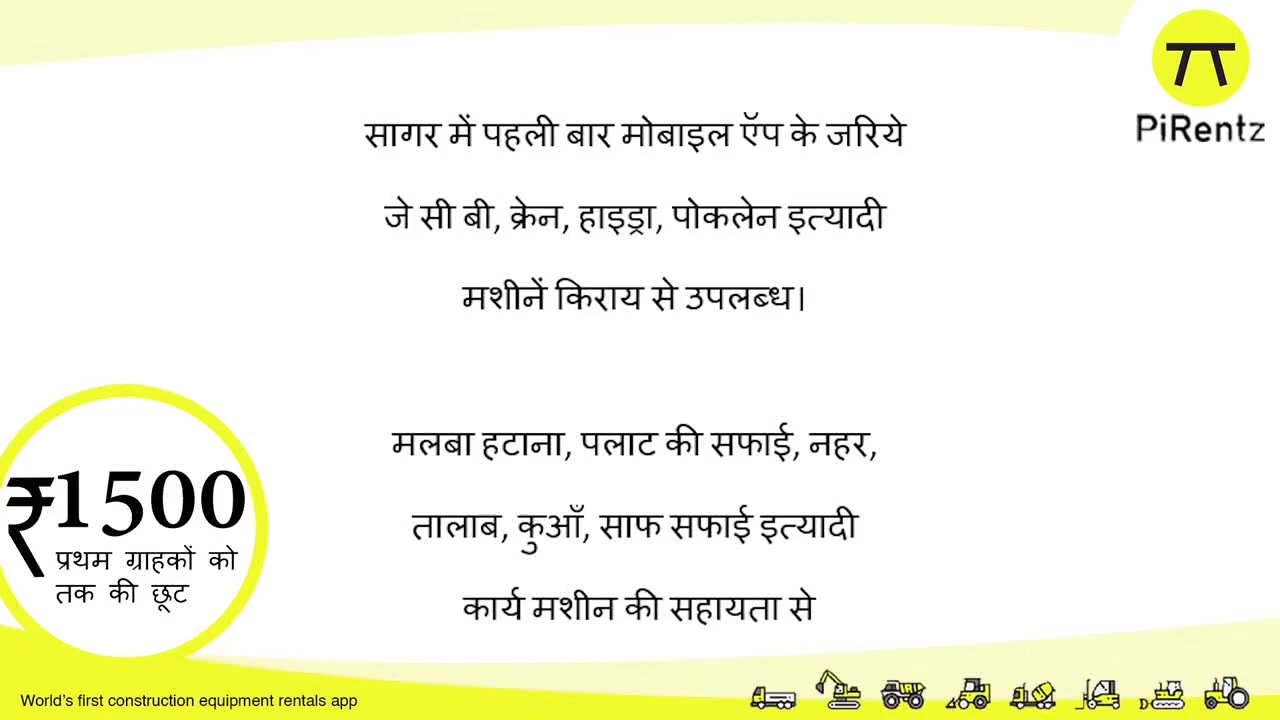 PiRentz
सागर में पहली बार मोबाइल ऍप के जरिये
जे सी बी, क्रेन, हाइड्रा, पोकलेन इत्यादी
मशीनें किराय से उपलब्ध।
मलबा हटाना, पलाट की सफाई, नहर,
तालाब, कुआँ, साफ सफाई इत्यादी
कार्य मशीन की सहायता से
₹1500
प्रथम ग्राहकों को
तक की छूट
World's first construction equipment rentals app